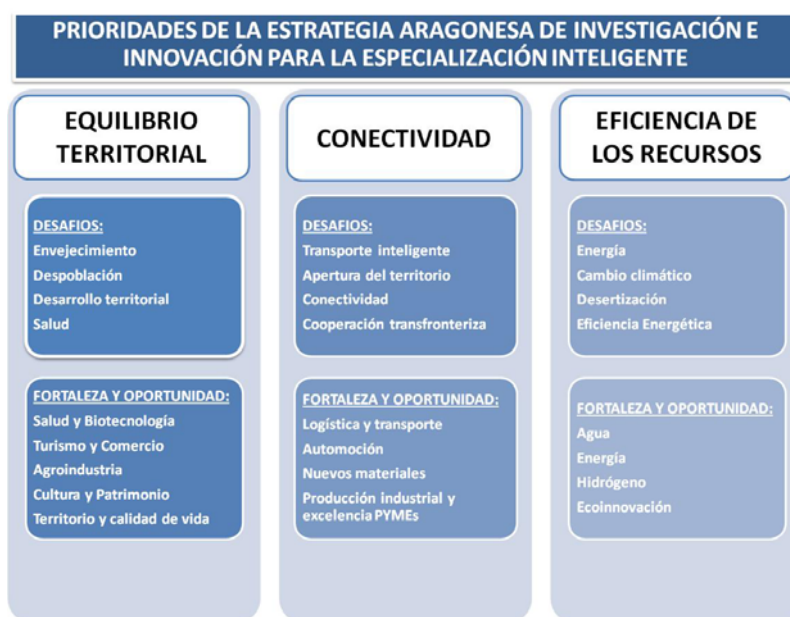 PRIORIDADES DE LA ESTRATEGIA ARAGONESA DE INVESTIGACIÓN E
INNOVACIÓN PARA LA ESPECIALIZACIÓN INTELIGENTE
EQUILIBRIO
TERRITORIAL
DESAFIOS:
Envejecimiento
Despoblación
Desarrollo territorial
Salud
FORTALEZA Y OPORTUNIDAD:
Salud y Biotecnología
Turismo y Comercio
Agroindustria
Cultura y Patrimonio
Territorio y calidad de vida
CONECTIVIDAD
DESAFIOS:
Transporte inteligente
Apertura del territorio
Conectividad
Cooperación transfronteriza
FORTALEZA Y OPORTUNIDAD:
Logística y transporte
Automoción
Nuevos materiales
Producción industrial y
excelencia PYMEs
EFICIENCIA DE
LOS RECURSOS
DESAFIOS:
Energía
Cambio climático
Desertización
Eficiencia Energética
FORTALEZA Y OPORTUNIDAD:
Agua
Energía
Hidrógeno
Ecoinnovación